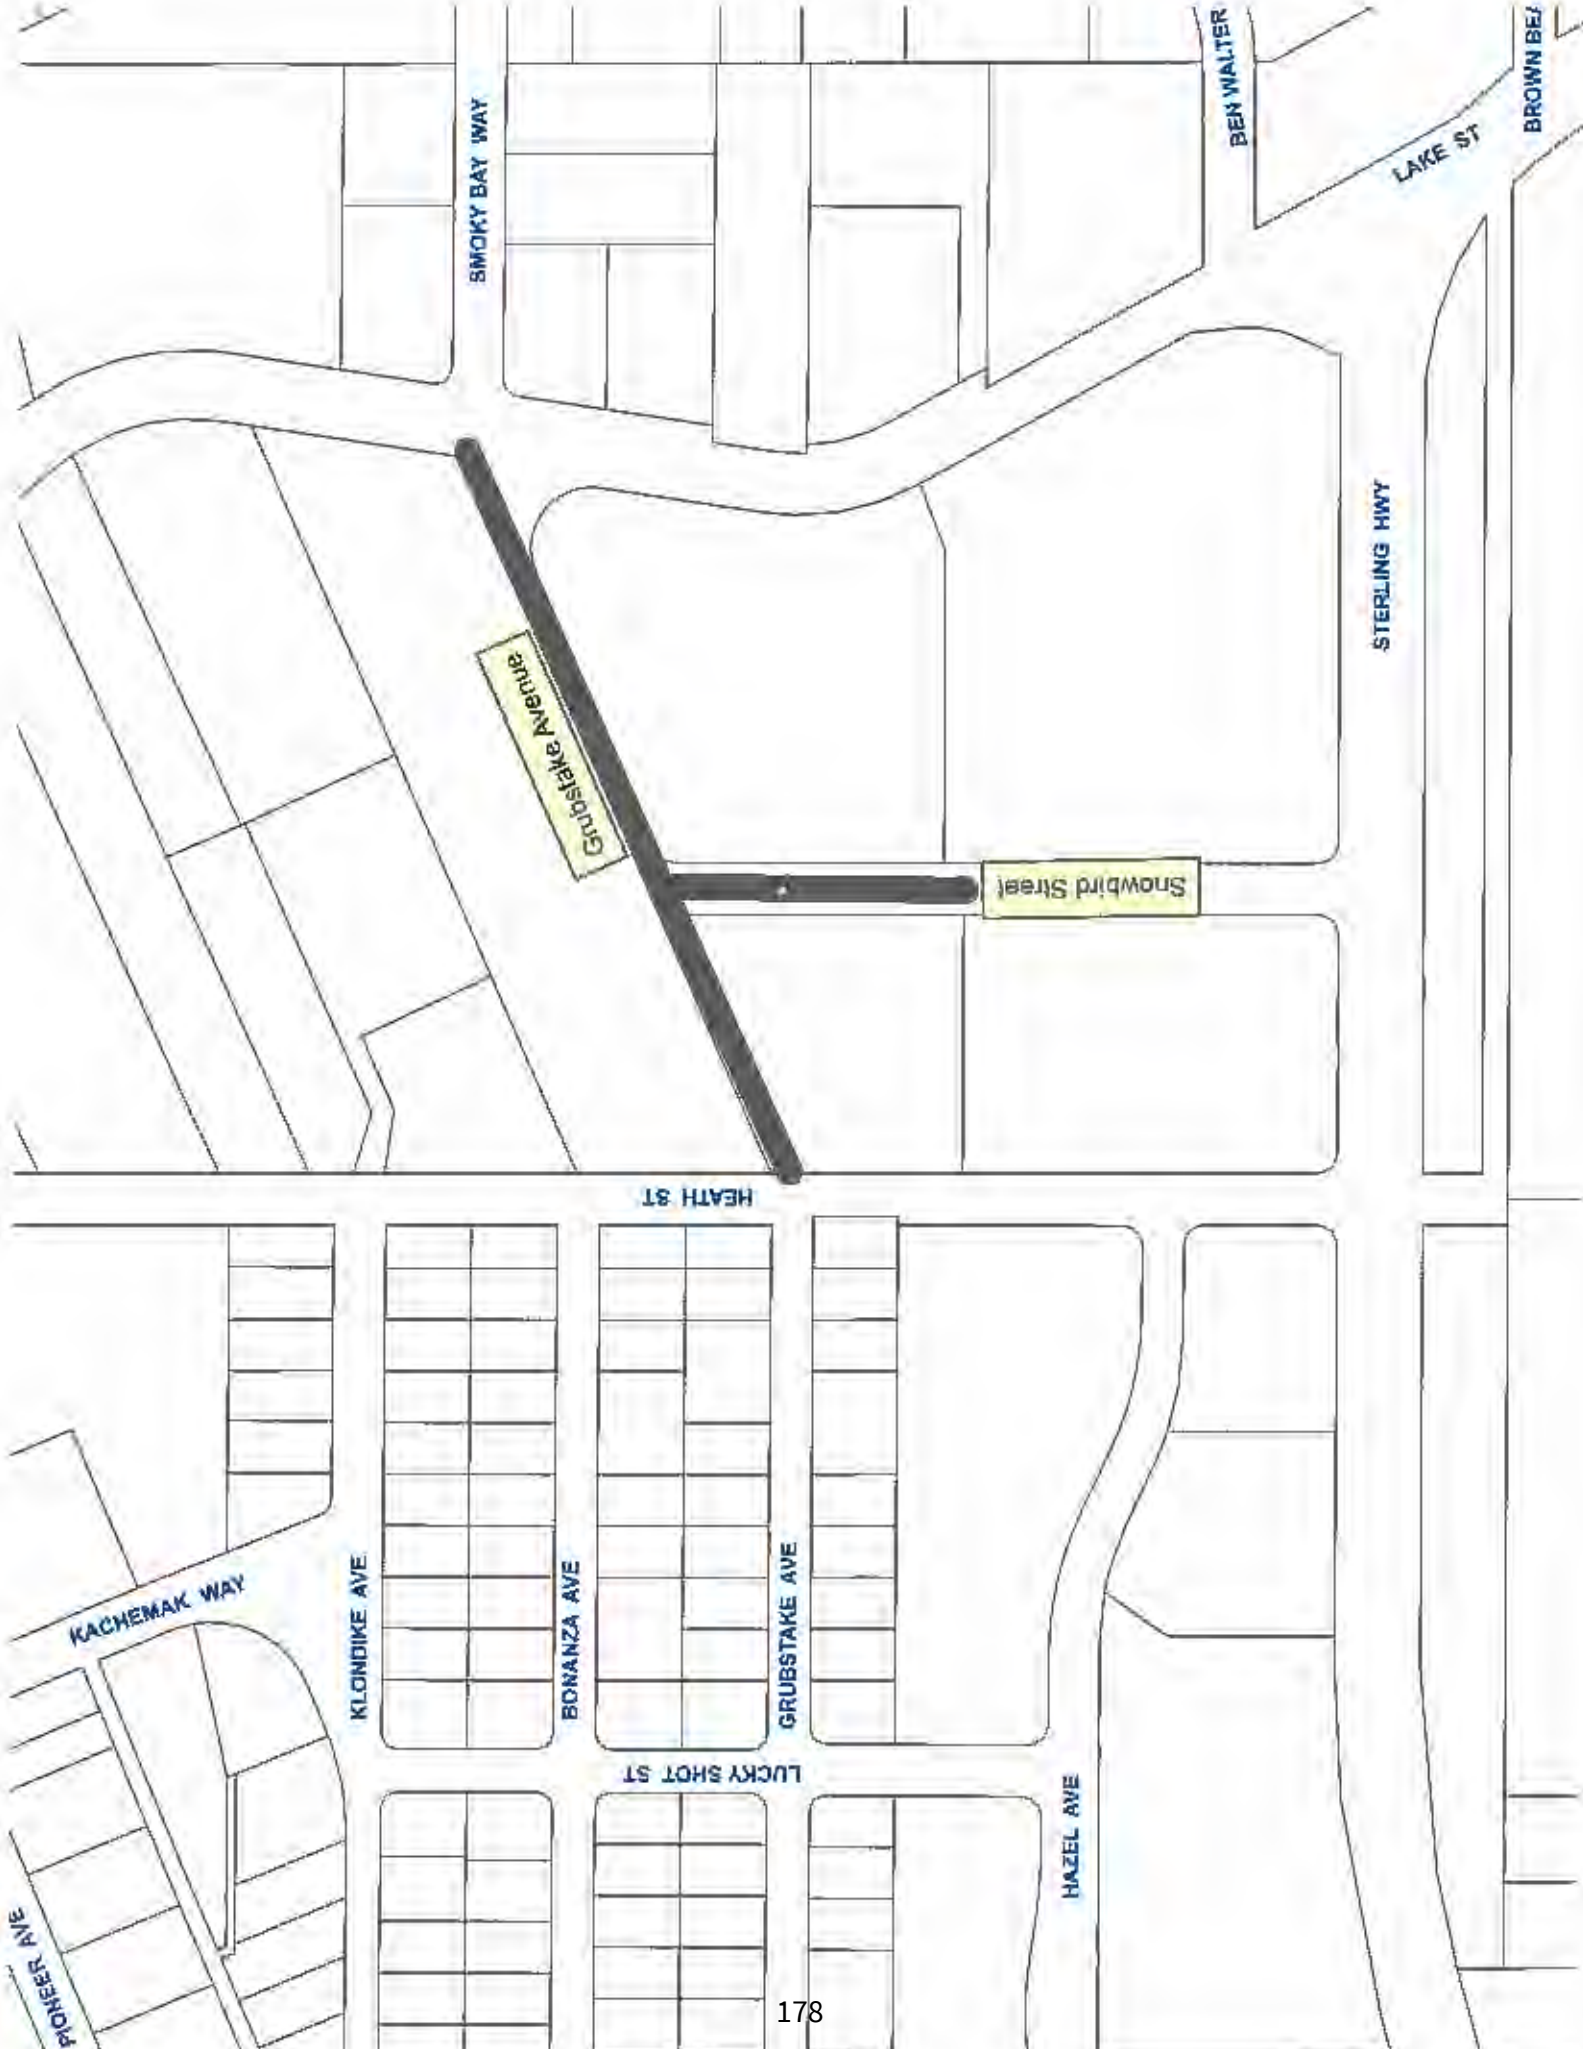 BEN WALTER
BROWN BEA
LAKE ST
SMOKY BAY WAY
STERLING HWY
Grubstake Avenue
Snowbird Street
HEATH ST
KACHEMAK WAY
KLONDIKE AVE
BONANZA AVE
GRUBSTAKE AVE
LUCKY SHOT ST
HAZEL AVE
PIONEER AVE
178